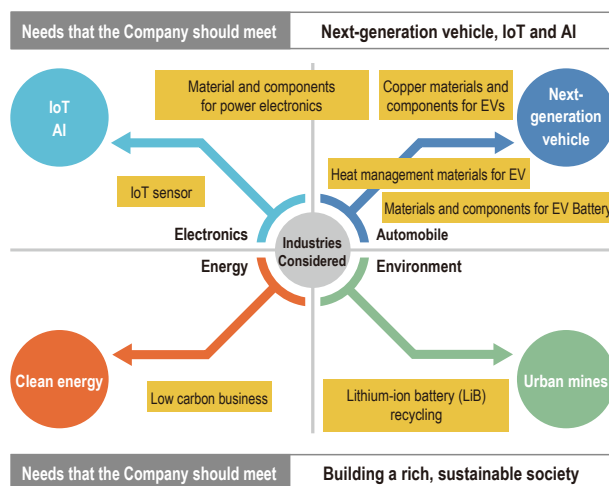 Needs that the Company should meet
Next-generation vehicle, IoT and AI
IoT
AI
Material and components
for power electronics
Copper materials and
components for EVs
Next-
generation
vehicle
IoT sensor
Heat management materials for EV
Materials and components for EV Battery
Electronics
Industries
Considered
Automobile
Energy
Environment
Clean energy
Low carbon business
Lithium-ion battery (LiB)
recycling
Urban mines
Needs that the Company should meet
Building a rich, sustainable society